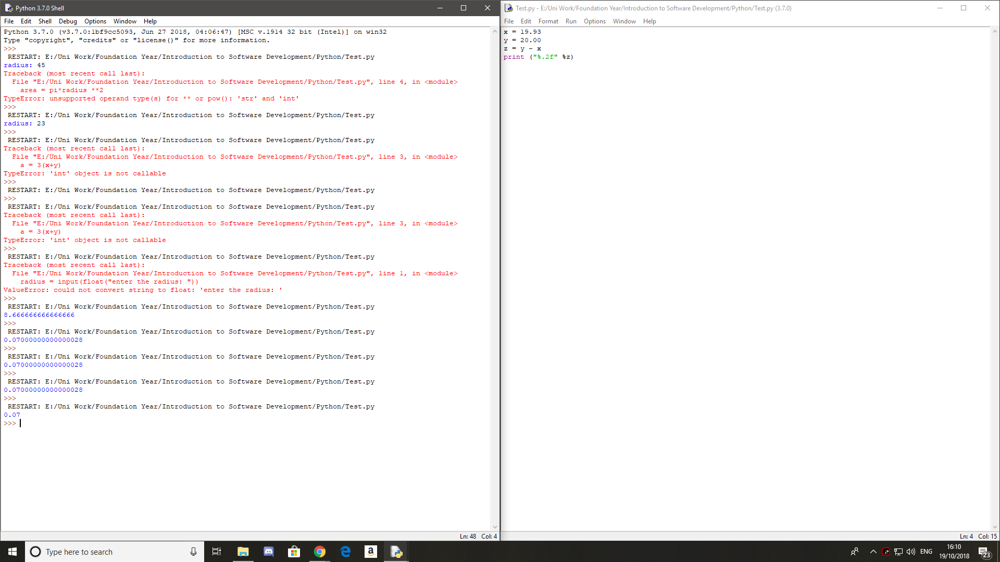 Python 3.7.0 Shell
File Edit Shell Debug Options Window Help
Python 3.7.0 (v3.7.0:1bf9cc5093, Jun 27 2018, 04:06:47) [MSC v.1914 32 bit (Intel)] on win32
Type "copyright", "credits" or "license()" for more information.
>>>
RESTART: E:/Uni Work/Foundation Year/Introduction to Software Development/Python/Test.py
radius: 45
Traceback (most recent call last):
File "E:/Uni Work/Foundation Year/Introduction to Software Development/Python/Test.py", line 4, in <module>
area = pi*radius **2
TypeError: unsupported operand type(s) for ** or pow(): 'str' and 'int'
>>>
RESTART: E:/Uni Work/Foundation Year/Introduction to Software Development/Python/Test.py
radius: 23
>>>
RESTART: E:/Uni Work/Foundation Year/Introduction to Software Development/Python/Test.py
Traceback (most recent call last):
File "E:/Uni Work/Foundation Year/Introduction to Software Development/Python/Test.py", line 3, in <module>
a = 3(x+y)
TypeError: 'int' object is not callable
>>>
RESTART: E:/Uni Work/Foundation Year/Introduction to Software Development/Python/Test.py
>>>
RESTART: E:/Uni Work/Foundation Year/Introduction to Software Development/Python/Test.py
Traceback (most recent call last):
File "E:/Uni Work/Foundation Year/Introduction to Software Development/Python/Test.py", line 3, in <module>
a = 3(x+y)
TypeError: 'int' object is not callable
>>>
RESTART: E:/Uni Work/Foundation Year/Introduction to Software Development/Python/Test.py
Traceback (most recent call last):
File "E:/Uni Work/Foundation Year/Introduction to Software Development/Python/Test.py", line 1, in <module>
radius = input(float("enter the radius: "))
ValueError: could not convert string to float: 'enter the radius: '
>>>
RESTART: E:/Uni Work/Foundation Year/Introduction to Software Development/Python/Test.py
8.666666666666666
>>>
RESTART: E:/Uni Work/Foundation Year/Introduction to Software Development/Python/Test.py
0.07000000000000028
>>>
RESTART: E:/Uni Work/Foundation Year/Introduction to Software Development/Python/Test.py
0.07000000000000028
>>>
RESTART: E:/Uni Work/Foundation Year/Introduction to Software Development/Python/Test.py
0.07000000000000028
>>>
RESTART: E:/Uni Work/Foundation Year/Introduction to Software Development/Python/Test.py
0.07
>>>
Ln: 48 Col: 4
Test.py - E:/Uni Work/Foundation Year/Introduction to Software Development/Python/Test.py (3.7.0)
File Edit Format Run Options Window Help
x = 19.93
y = 20.00
z = y - x
print ("%.2f" %z)
Ln: 4 Col: 15
Type here to search
a
ENG
16:10
19/10/2018
23